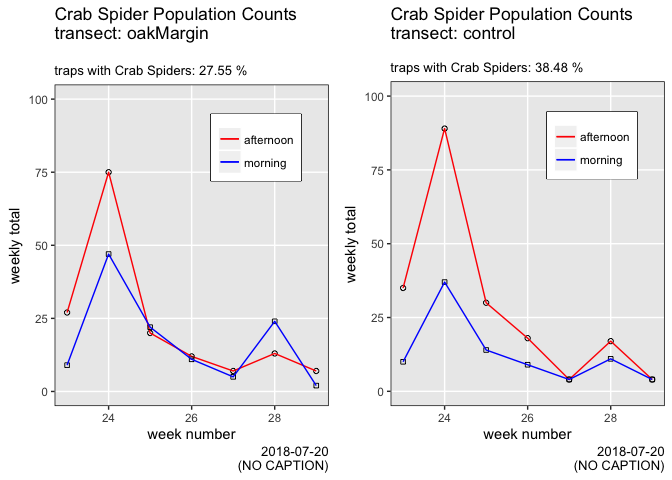 Crab Spider Population Counts
transect: oakMargin
traps with Crab Spiders: 27.55 %
100
75
50
25
0
weekly total
afternoon
morning
24
26
28
week number
2018-07-20
(NO CAPTION)
Crab Spider Population Counts
transect: control
traps with Crab Spiders: 38.48 %
100
75
50
25
0
weekly total
afternoon
morning
24
26
28
week number
2018-07-20
(NO CAPTION)